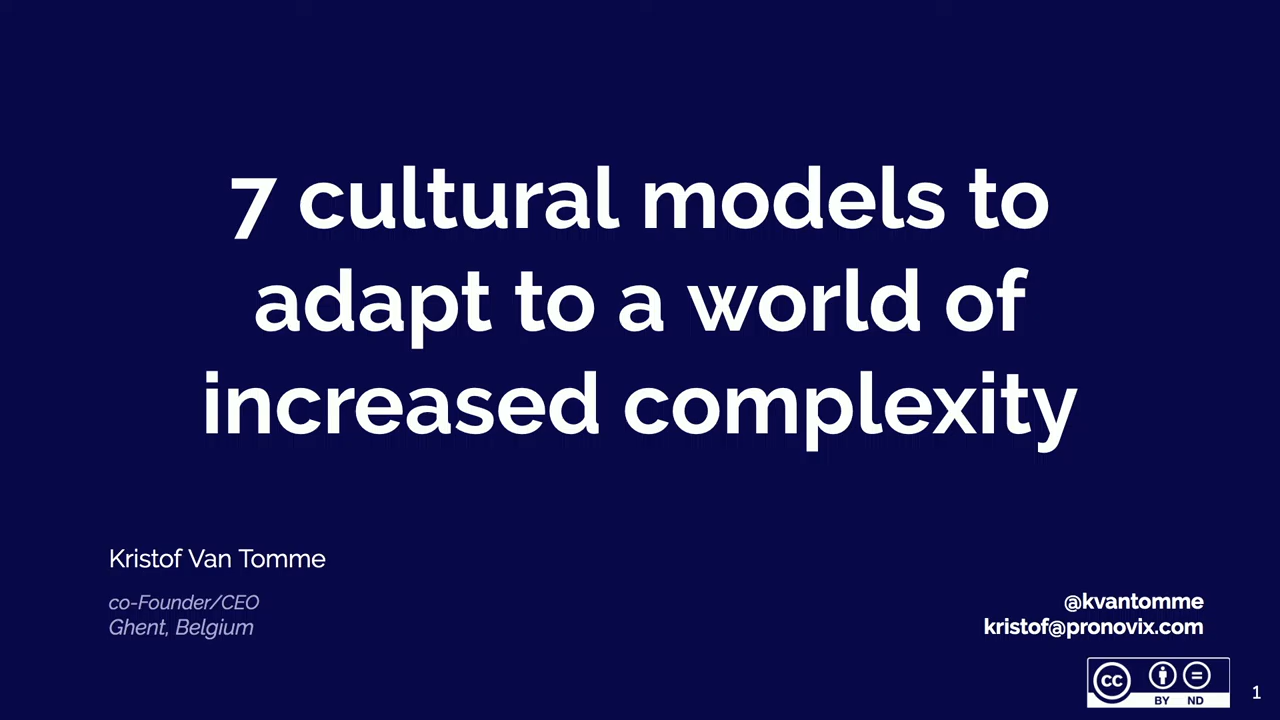 7 cultural models to
adapt to a world of
increased complexity
Kristof Van Tomme
co-Founder/CEO
Ghent, Belgium
@kvantomme
kristof@pronovix.com
cc
BY ND
1